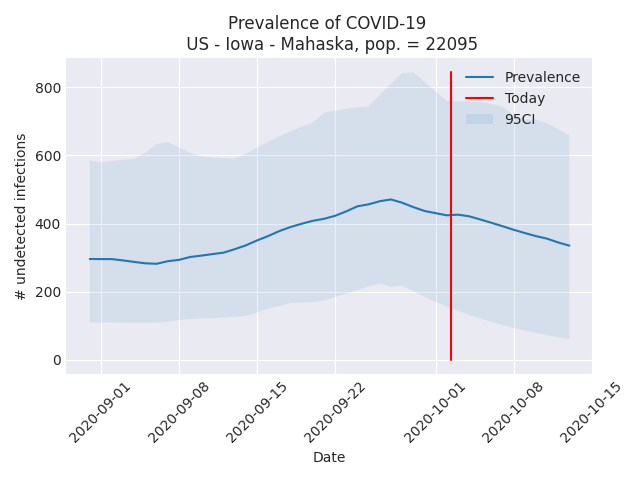 Prevalence of COVID-19
US - Iowa - Mahaska, pop. = 22095
# undetected infections
800
600
400
200
0
Prevalence
Today
95CI
2020-09-01
2020-09-08
2020-09-15
2020-09-22
2020-10-01
2020-10-08
2020-10-15
Date